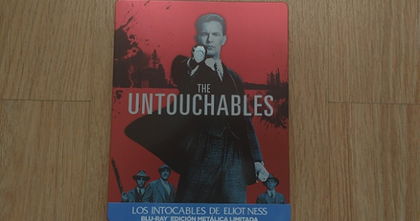 THE
UNTOUCHABLES
LOS INTOCABLES DE ELIOT NESS
BLU-RAY EDICIÓN METÁLICA LIMITADA